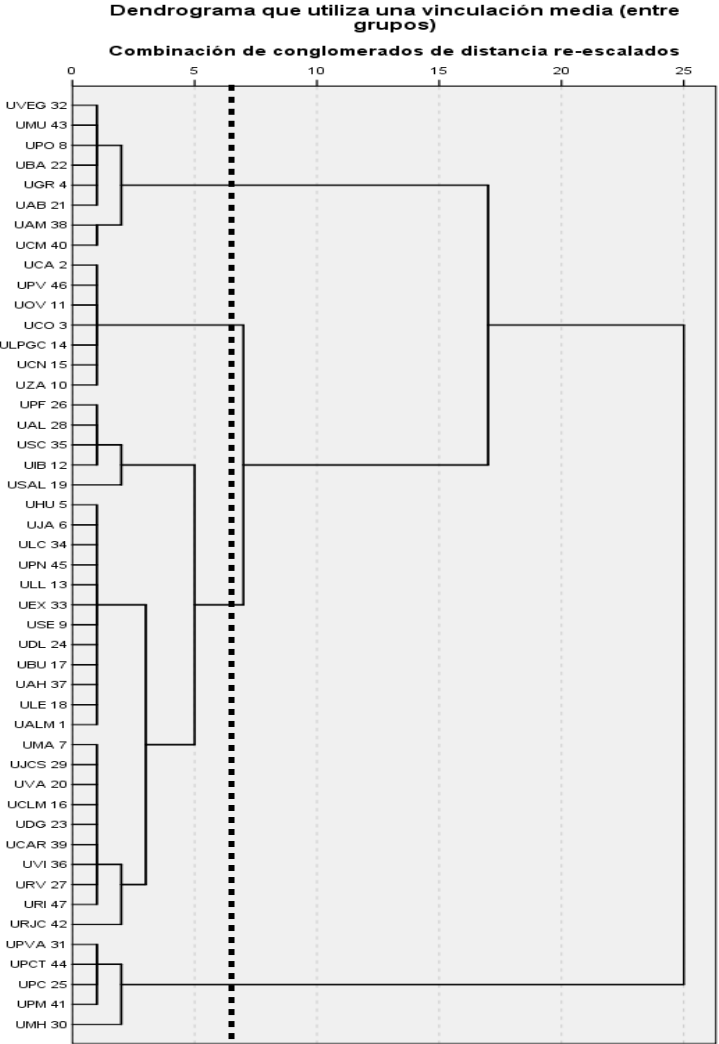 Dendrograma que utiliza una vinculación media (entre
grupos)
Combinación de conglomerados de distancia re-escalados
0 5 10 15 20 25
UVEG 32
UMU 43
UPO 8
UBA 22
UGR 4
UAB 21
UAM 38
UCM 40
UCA 2
UPV 46
UOV 11
UCO 3
ULPGC 14
UCN 15
UZA 10
UPF 26
UAL 28
USC 35
UIB 12
USAL 19
UHU 5
UJA 6
ULC 34
UPN 45
ULL 13
UEX 33
USE 9
UDL 24
UBU 17
UAH 37
ULE 18
UALM 1
UMA 7
UJCS 29
UVA 20
UCLM 16
UDG 23
UCAR 39
UVI 36
URV 27
URI 47
URJC 42
UPVA 31
UPCT 44
UPC 25
UPM 41
UMH 30